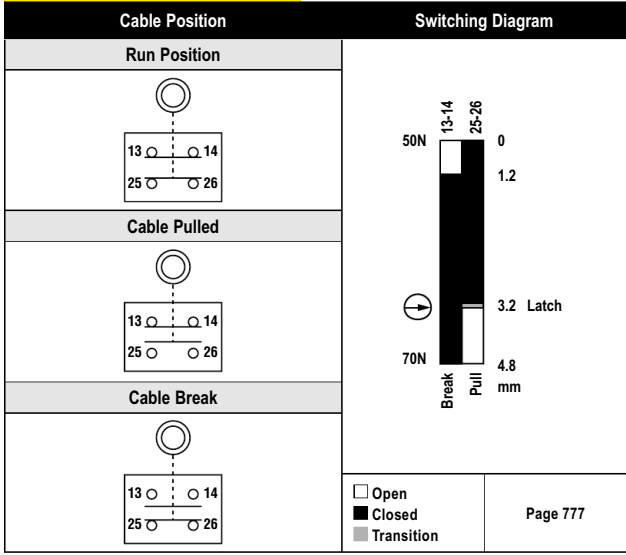 Cable Position
Switching Diagram
Run Position
13 14
25 26
Cable Pulled
13 14
25 26
Cable Break
13 14
25 26
13-14
25-26
50N
0
1.2
3.2 Latch
70N
4.8
mm
Break
Pull
Open
Closed
Transition
Page 777